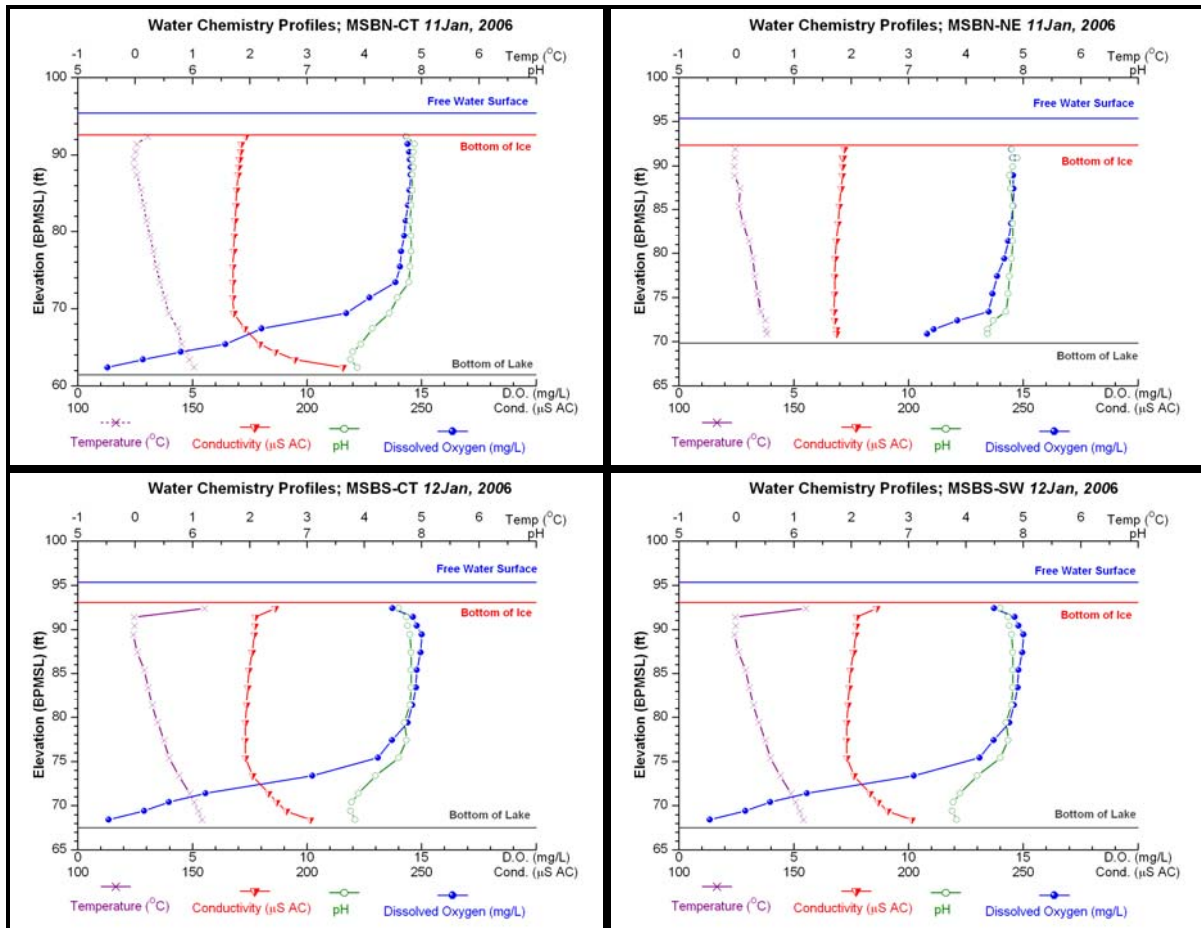 Water Chemistry Profiles; MSBN-CT 11Jan, 2006
-1 0 1 2 3 4 5 6 Temp (°C)
5 6 7 8 pH
100
90
80
70
60
Elevation (BPMSL) (ft)
Free Water Surface
Bottom of Ice
Bottom of Lake
0 5 10 15 D.O. (mg/L)
100 150 200 250 Cond. (μS AC)
Temperature (°C) Conductivity (μS AC) pH Dissolved Oxygen (mg/L)
Water Chemistry Profiles; MSBN-NE 11Jan, 2006
-1 0 1 2 3 4 5 6 Temp (°C)
5 6 7 8 pH
100
95
90
85
80
75
70
65
Elevation (BPMSL) (ft)
Free Water Surface
Bottom of Ice
Bottom of Lake
0 5 10 15 D.O. (mg/L)
100 150 200 250 Cond. (μS AC)
Temperature (°C) Conductivity (μS AC) pH Dissolved Oxygen (mg/L)
Water Chemistry Profiles; MSBS-CT 12Jan, 2006
-1 0 1 2 3 4 5 6 Temp (°C)
5 6 7 8 pH
100
95
90
85
80
75
70
65
Elevation (BPMSL) (ft)
Free Water Surface
Bottom of Ice
Bottom of Lake
0 5 10 15 D.O. (mg/L)
100 150 200 250 Cond. (μS AC)
Temperature (°C) Conductivity (μS AC) pH Dissolved Oxygen (mg/L)
Water Chemistry Profiles; MSBS-SW 12Jan, 2006
-1 0 1 2 3 4 5 6 Temp (°C)
5 6 7 8 pH
100
95
90
85
80
75
70
65
Elevation (BPMSL) (ft)
Free Water Surface
Bottom of Ice
Bottom of Lake
0 5 10 15 D.O. (mg/L)
100 150 200 250 Cond. (μS AC)
Temperature (°C) Conductivity (μS AC) pH Dissolved Oxygen (mg/L)